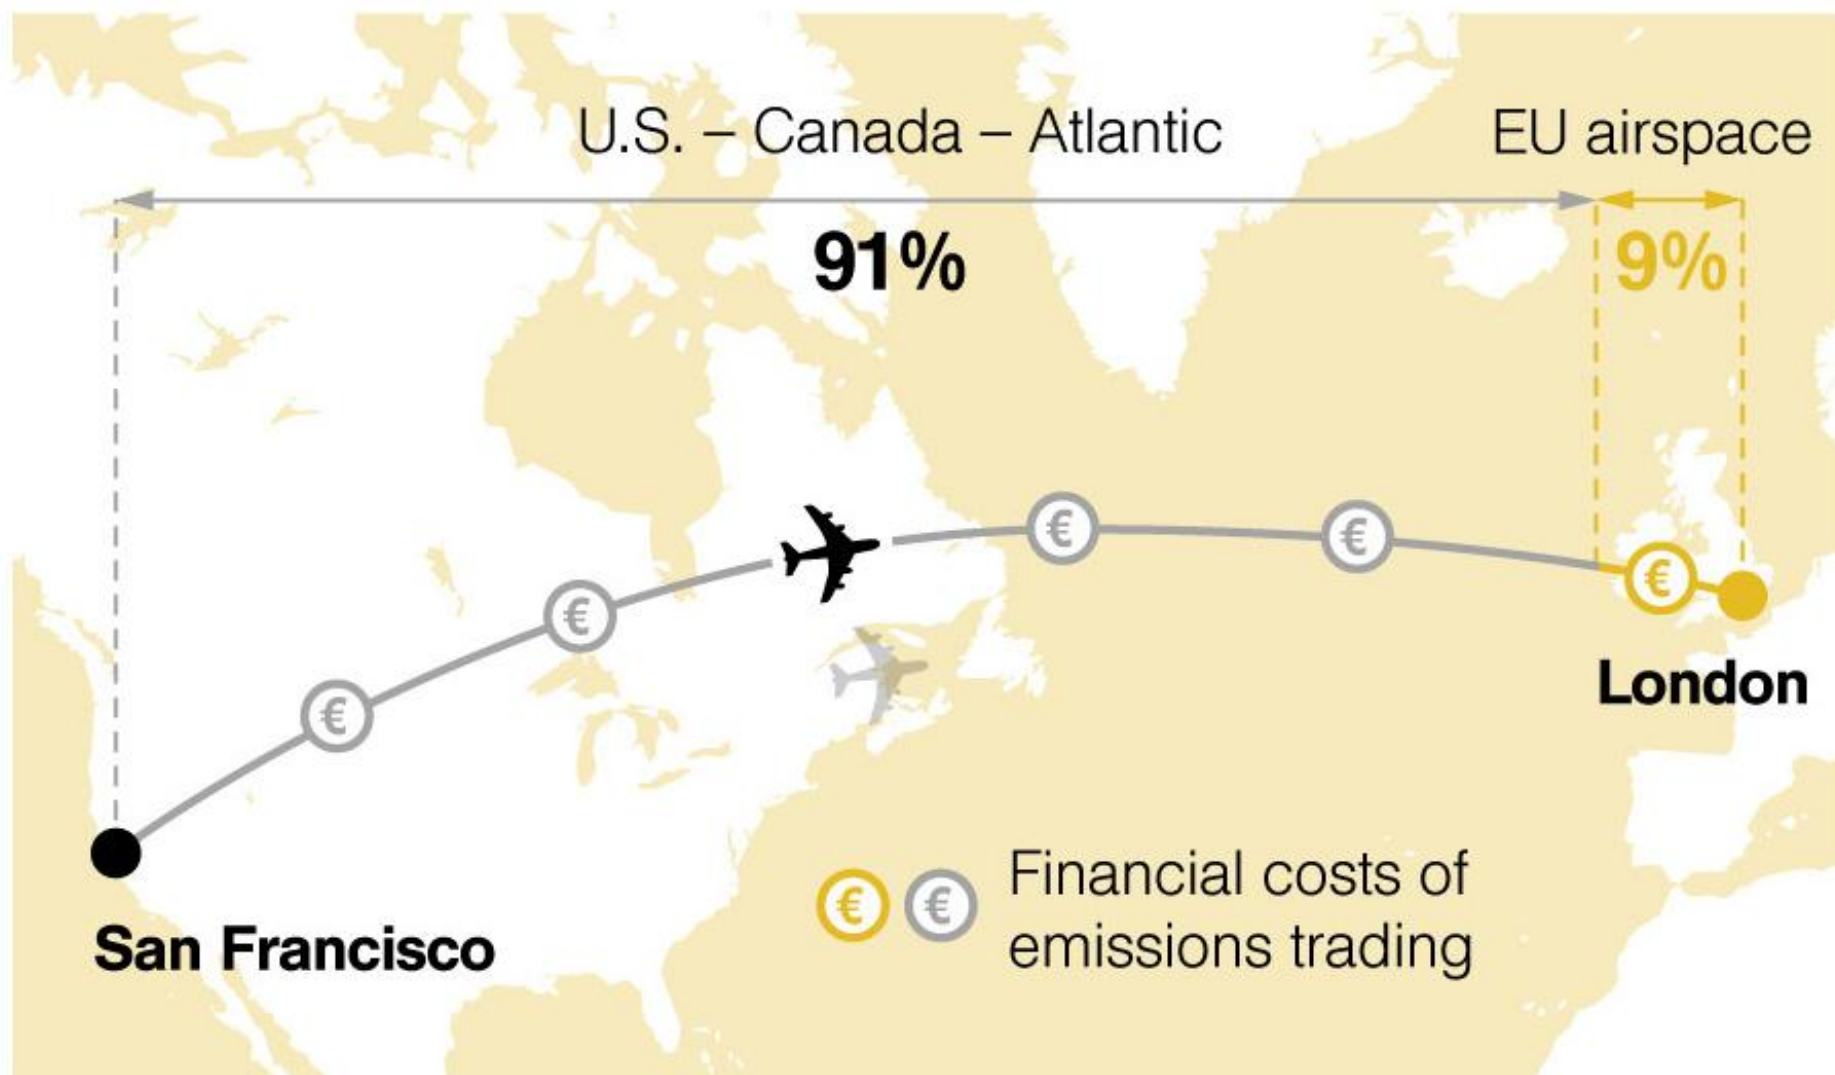 U.S. – Canada – Atlantic
EU airspace
91%
9%
€
€
€
€
€
London
San Francisco
€ €
Financial costs of
emissions trading